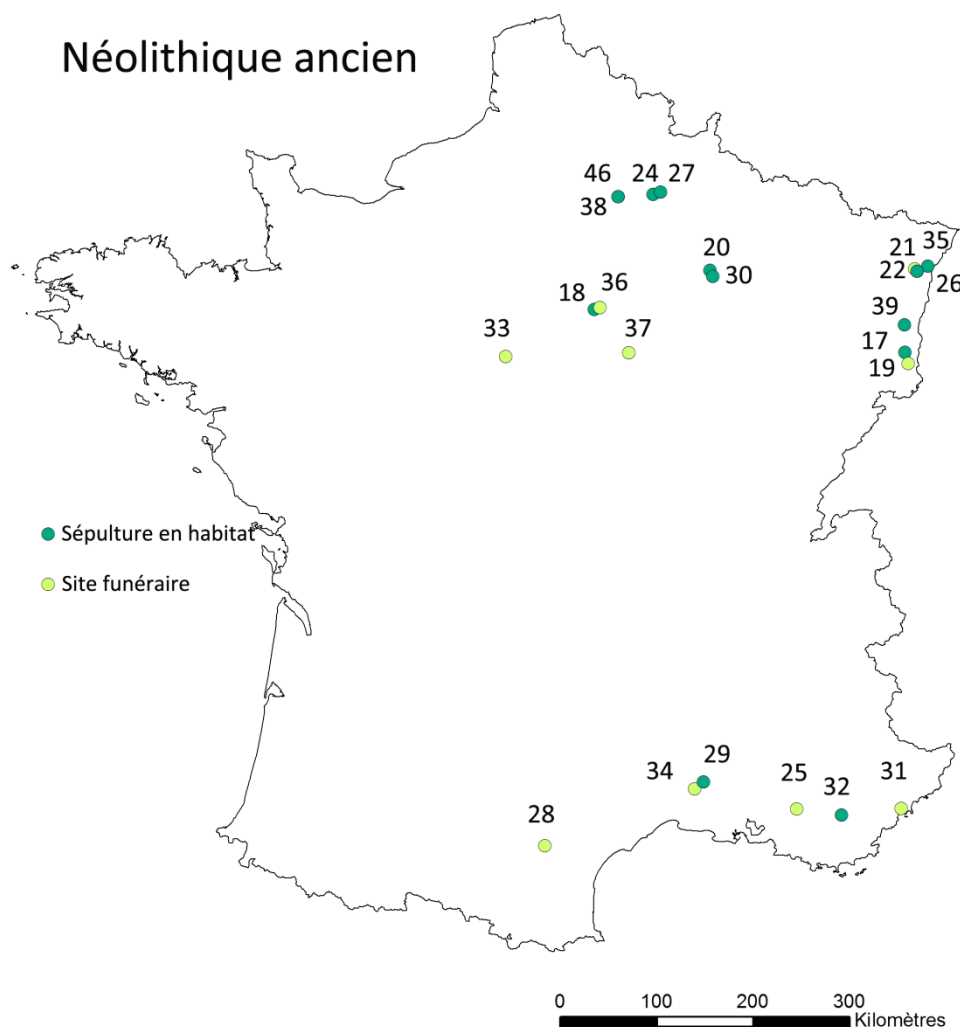 Néolithique ancien
46 24 27
38
20
30
21 35
22 26
18 36
39
33 37
17
19
Sépulture en habitat
Site funéraire
29
34
25 32 31
28
0 100 200 300
Kilomètres